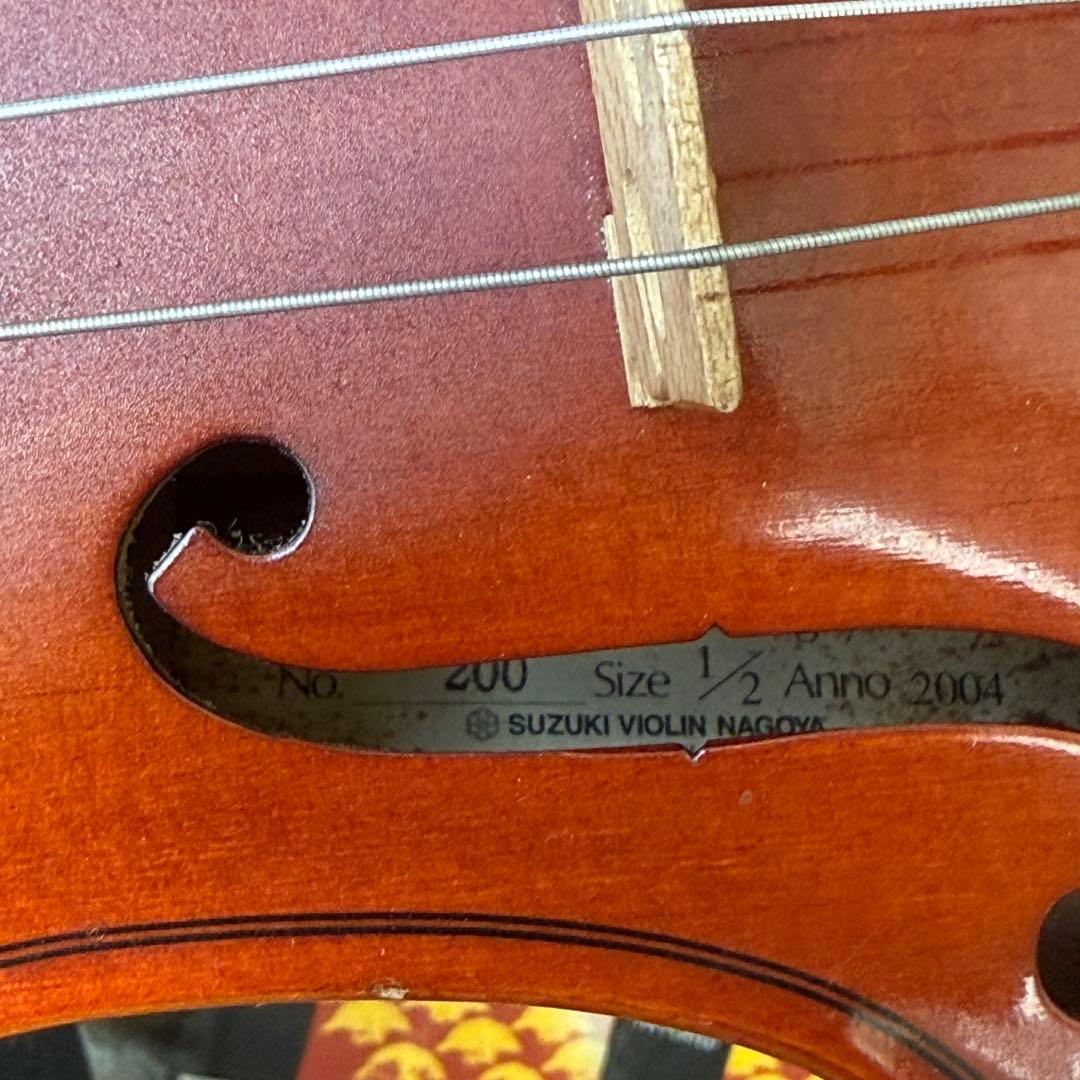 No. 200 Size 1/2 Anno 2004
SUZUKI VIOLIN NAGOYA